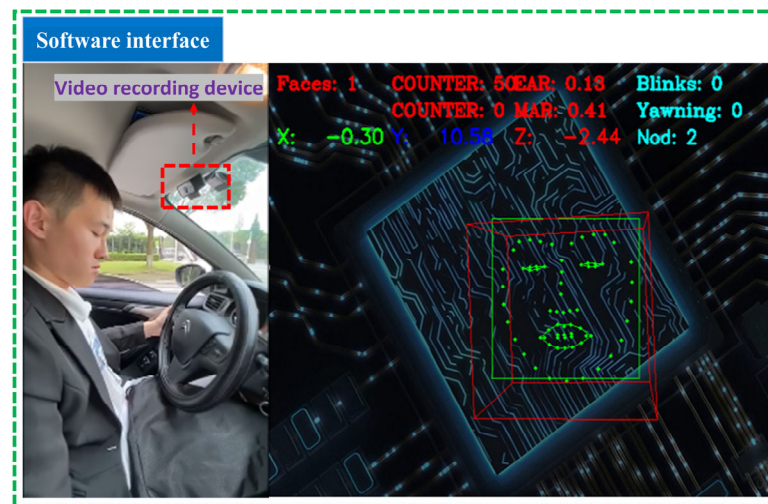 Software interface
Video recording device
Faces: 1 COUNTER: 50EAR: 0.13 Blinks: 0
COUNTER: 0 MAR: 0.41 Yawning: 0
X: -0.30 Y: 10.58 Z: -2.44 Nod: 2